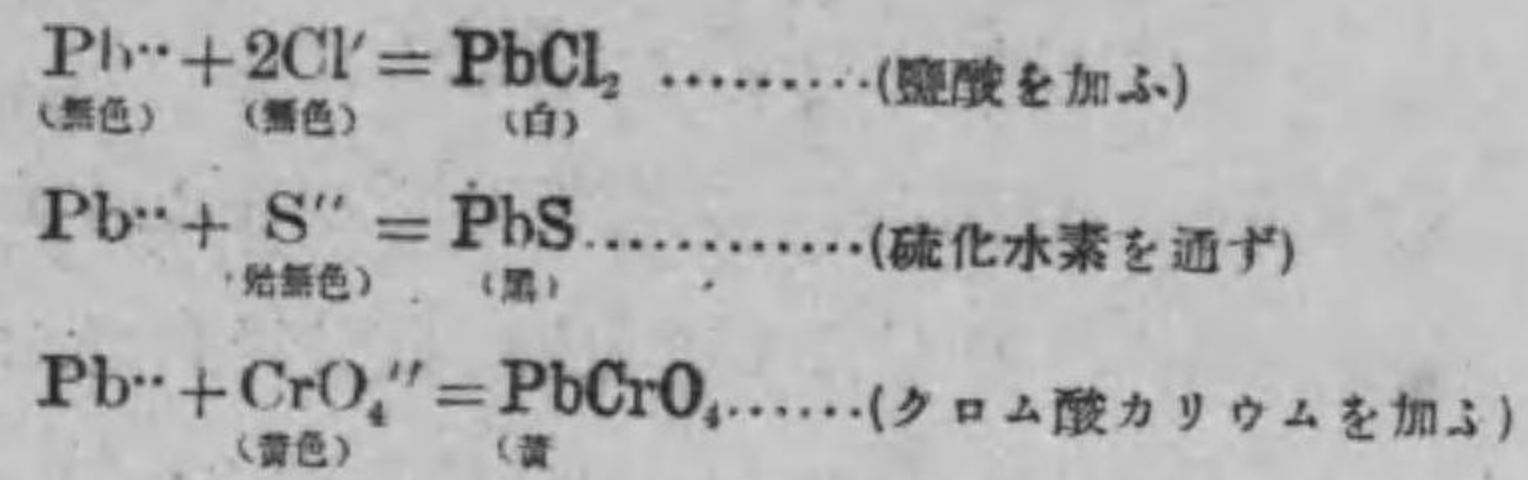 Pb··+2Cl′=PbCl₂ ·········(鹽酸を加ふ)
(無色) (無色) (白)
Pb··+ S″ = PbS············(硫化水素を通ず)
殆無色) (黑)
Pb··+CrO₄″=PbCrO₄······(クロム酸カリウムを加ふ)
(黄色) (黄